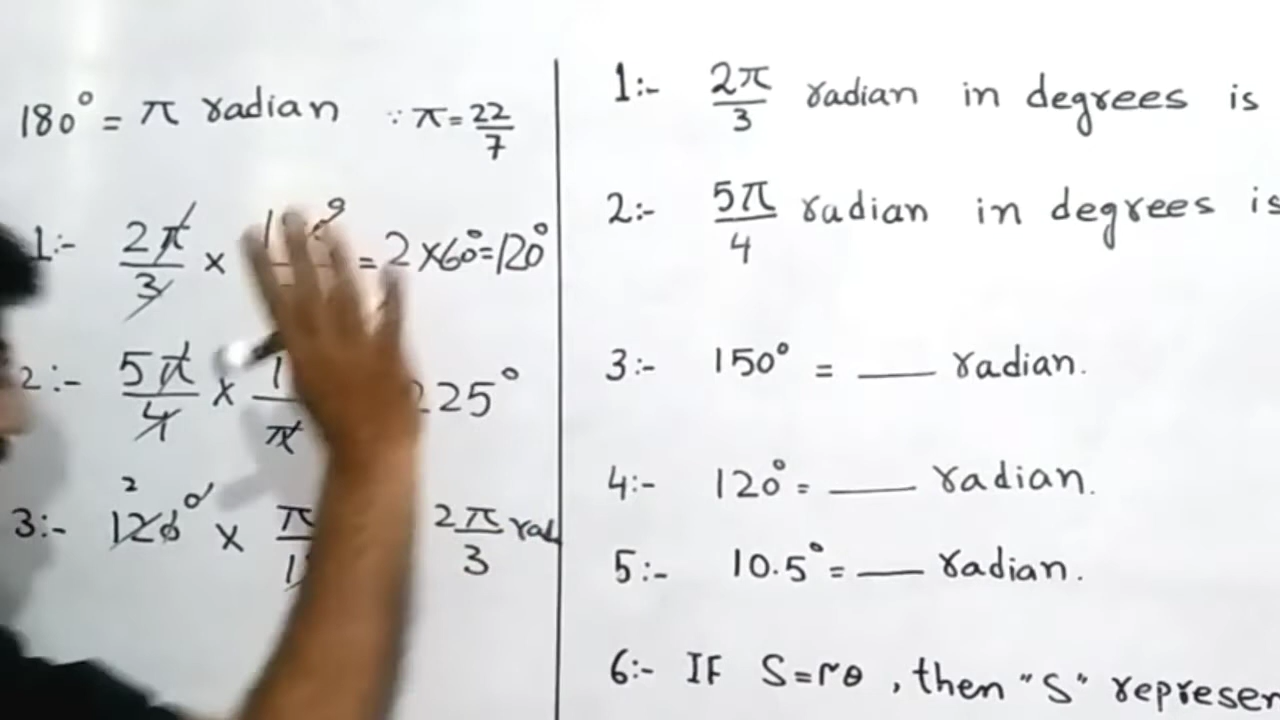 180° = π radian ∵ π = 22/7
1:- 2π/3 × = 2×60° = 120°
2:- 5π/4 × /π 225°
3:- 120° × π 2π/3 rad
1:- 2π/3 radian in degrees is
2:- 5π/4 radian in degrees is
3:- 150° = ___ radian.
4:- 120° = ___ radian.
5:- 10.5° = ___ radian.
6:- IF S=rθ, then "S" represen